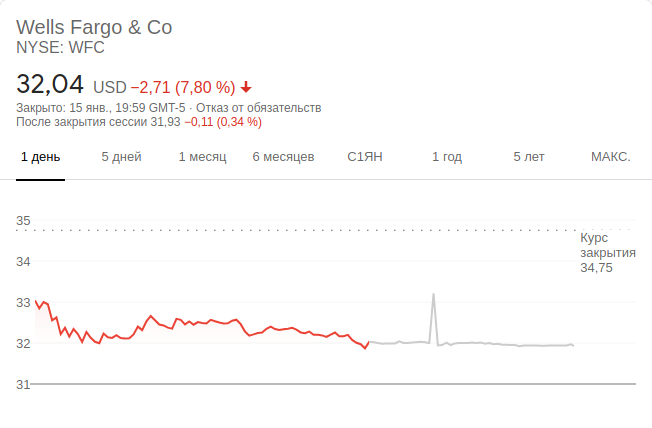 Wells Fargo & Co
NYSE: WFC
32,04 USD −2,71 (7,80 %)
Закрыто: 15 янв., 19:59 GMT-5 · Отказ от обязательств
После закрытия сессии 31,93 −0,11 (0,34 %)
1 день 5 дней 1 месяц 6 месяцев С1ЯН 1 год 5 лет МАКС.
35
Курс
закрытия
34,75
34
33
32
31